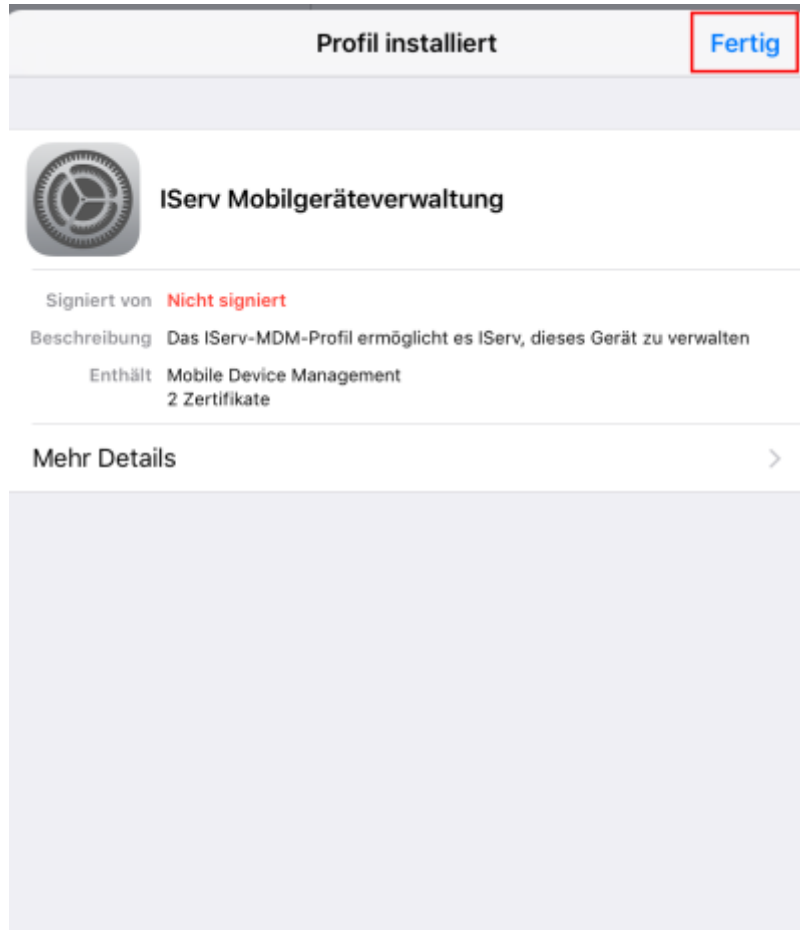 Profil installiert
Fertig
IServ Mobilgeräteverwaltung
Signiert von Nicht signiert
Beschreibung Das IServ-MDM-Profil ermöglicht es IServ, dieses Gerät zu verwalten
Enthält Mobile Device Management
2 Zertifikate
Mehr Details